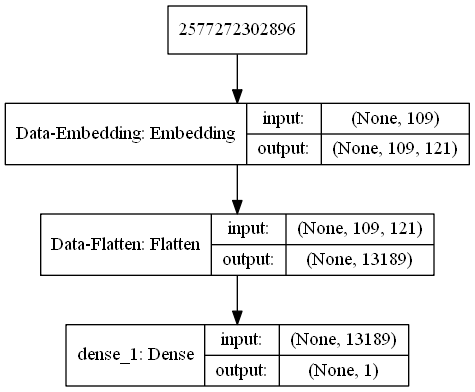 2577272302896
Data-Embedding: Embedding
input: (None, 109)
output: (None, 109, 121)
Data-Flatten: Flatten
input: (None, 109, 121)
output: (None, 13189)
dense_1: Dense
input: (None, 13189)
output: (None, 1)